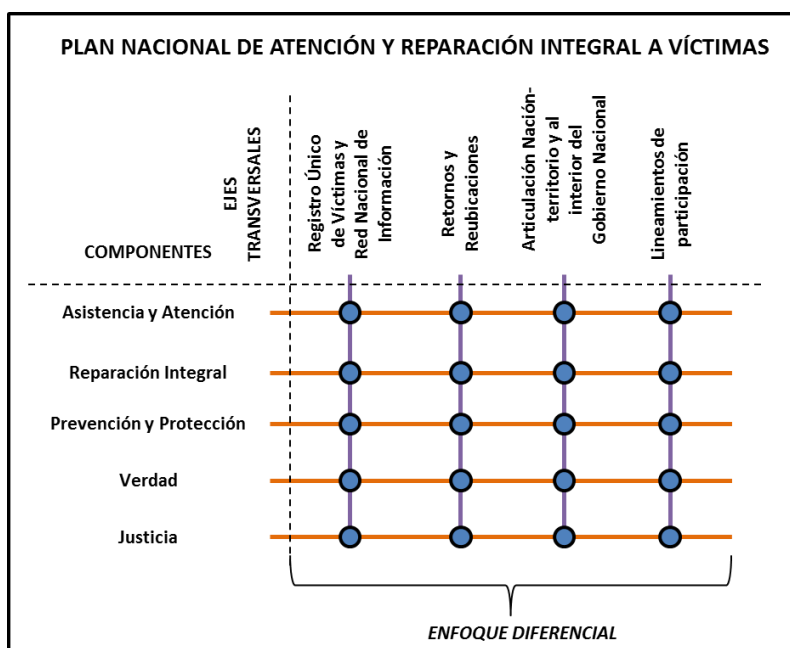 PLAN NACIONAL DE ATENCIÓN Y REPARACIÓN INTEGRAL A VÍCTIMAS
EJES
TRANSVERSALES
Registro Único
de Víctimas y
Red Nacional de
Información
Retornos y
Reubicaciones
Articulación Nación-
territorio y al
interior del
Gobierno Nacional
Lineamientos de
participación
COMPONENTES
Asistencia y Atención
Reparación Integral
Prevención y Protección
Verdad
Justicia
ENFOQUE DIFERENCIAL